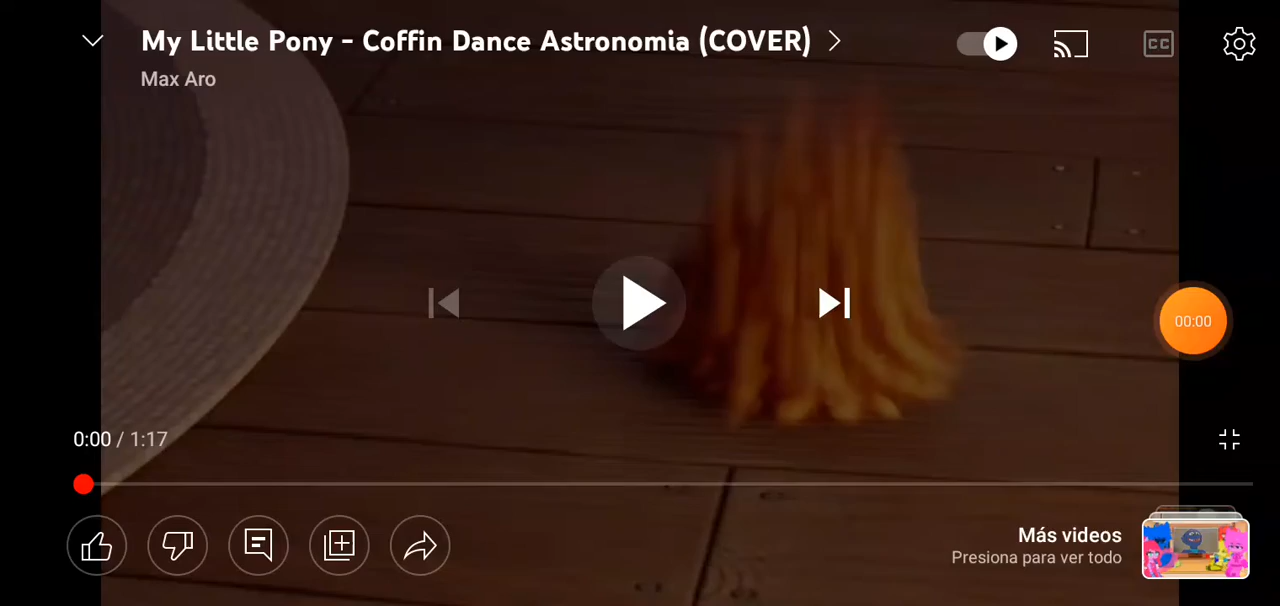 My Little Pony - Coffin Dance Astronomia (COVER)
Max Aro
CC
00:00
0:00 / 1:17
Más videos
Presiona para ver todo